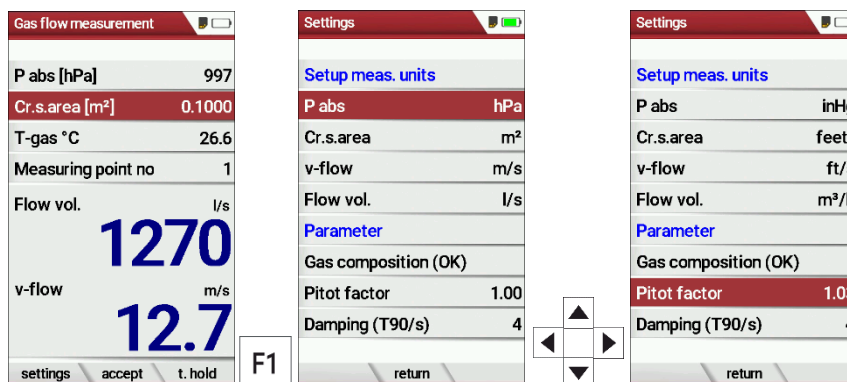 Gas flow measurement
P abs [hPa] 997
Cr.s.area [m²] 0.1000
T-gas °C 26.6
Measuring point no 1
Flow vol. l/s
1270
v-flow m/s
12.7
settings accept t. hold
F1
Settings
Setup meas. units
P abs hPa
Cr.s.area m²
v-flow m/s
Flow vol. l/s
Parameter
Gas composition (OK)
Pitot factor 1.00
Damping (T90/s) 4
return
Settings
Setup meas. units
P abs
Cr.s.area feet
v-flow
Flow vol.
Parameter
Gas composition (OK)
Pitot factor
Damping (T90/s)
return